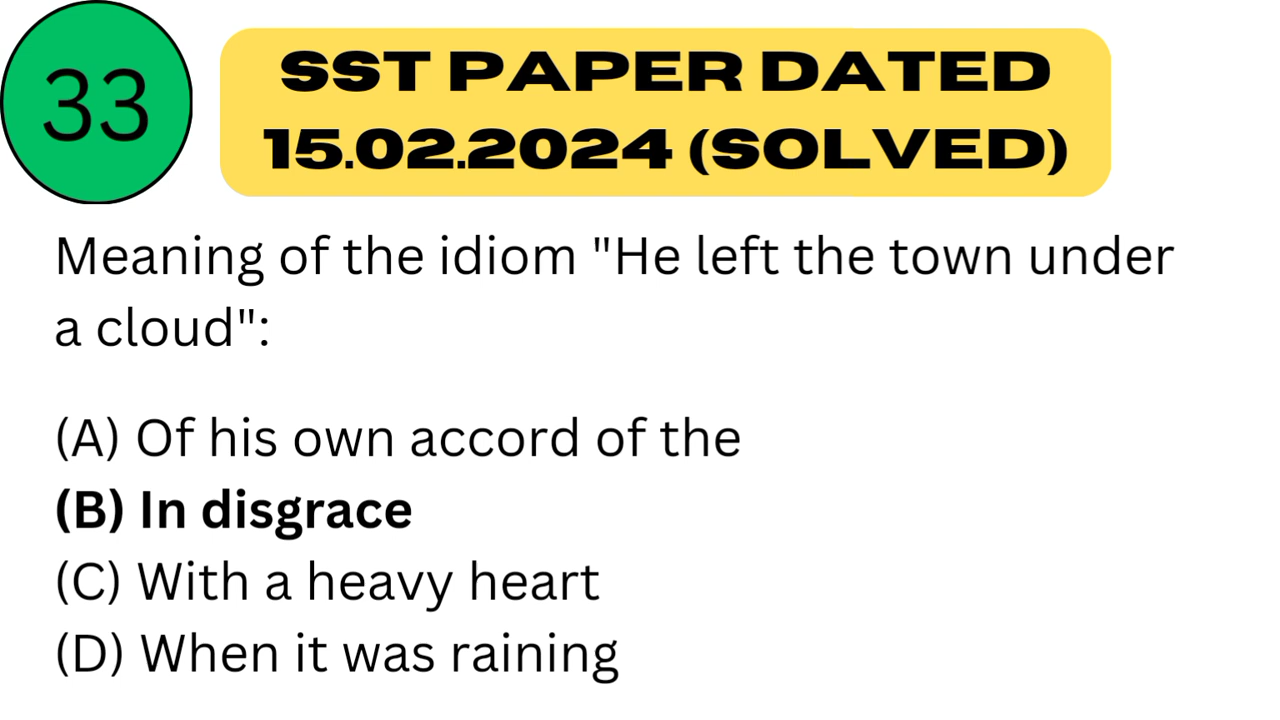 33
SST PAPER DATED
15.02.2024 (SOLVED)
Meaning of the idiom "He left the town under
a cloud":
(A) Of his own accord of the
(B) In disgrace
(C) With a heavy heart
(D) When it was raining